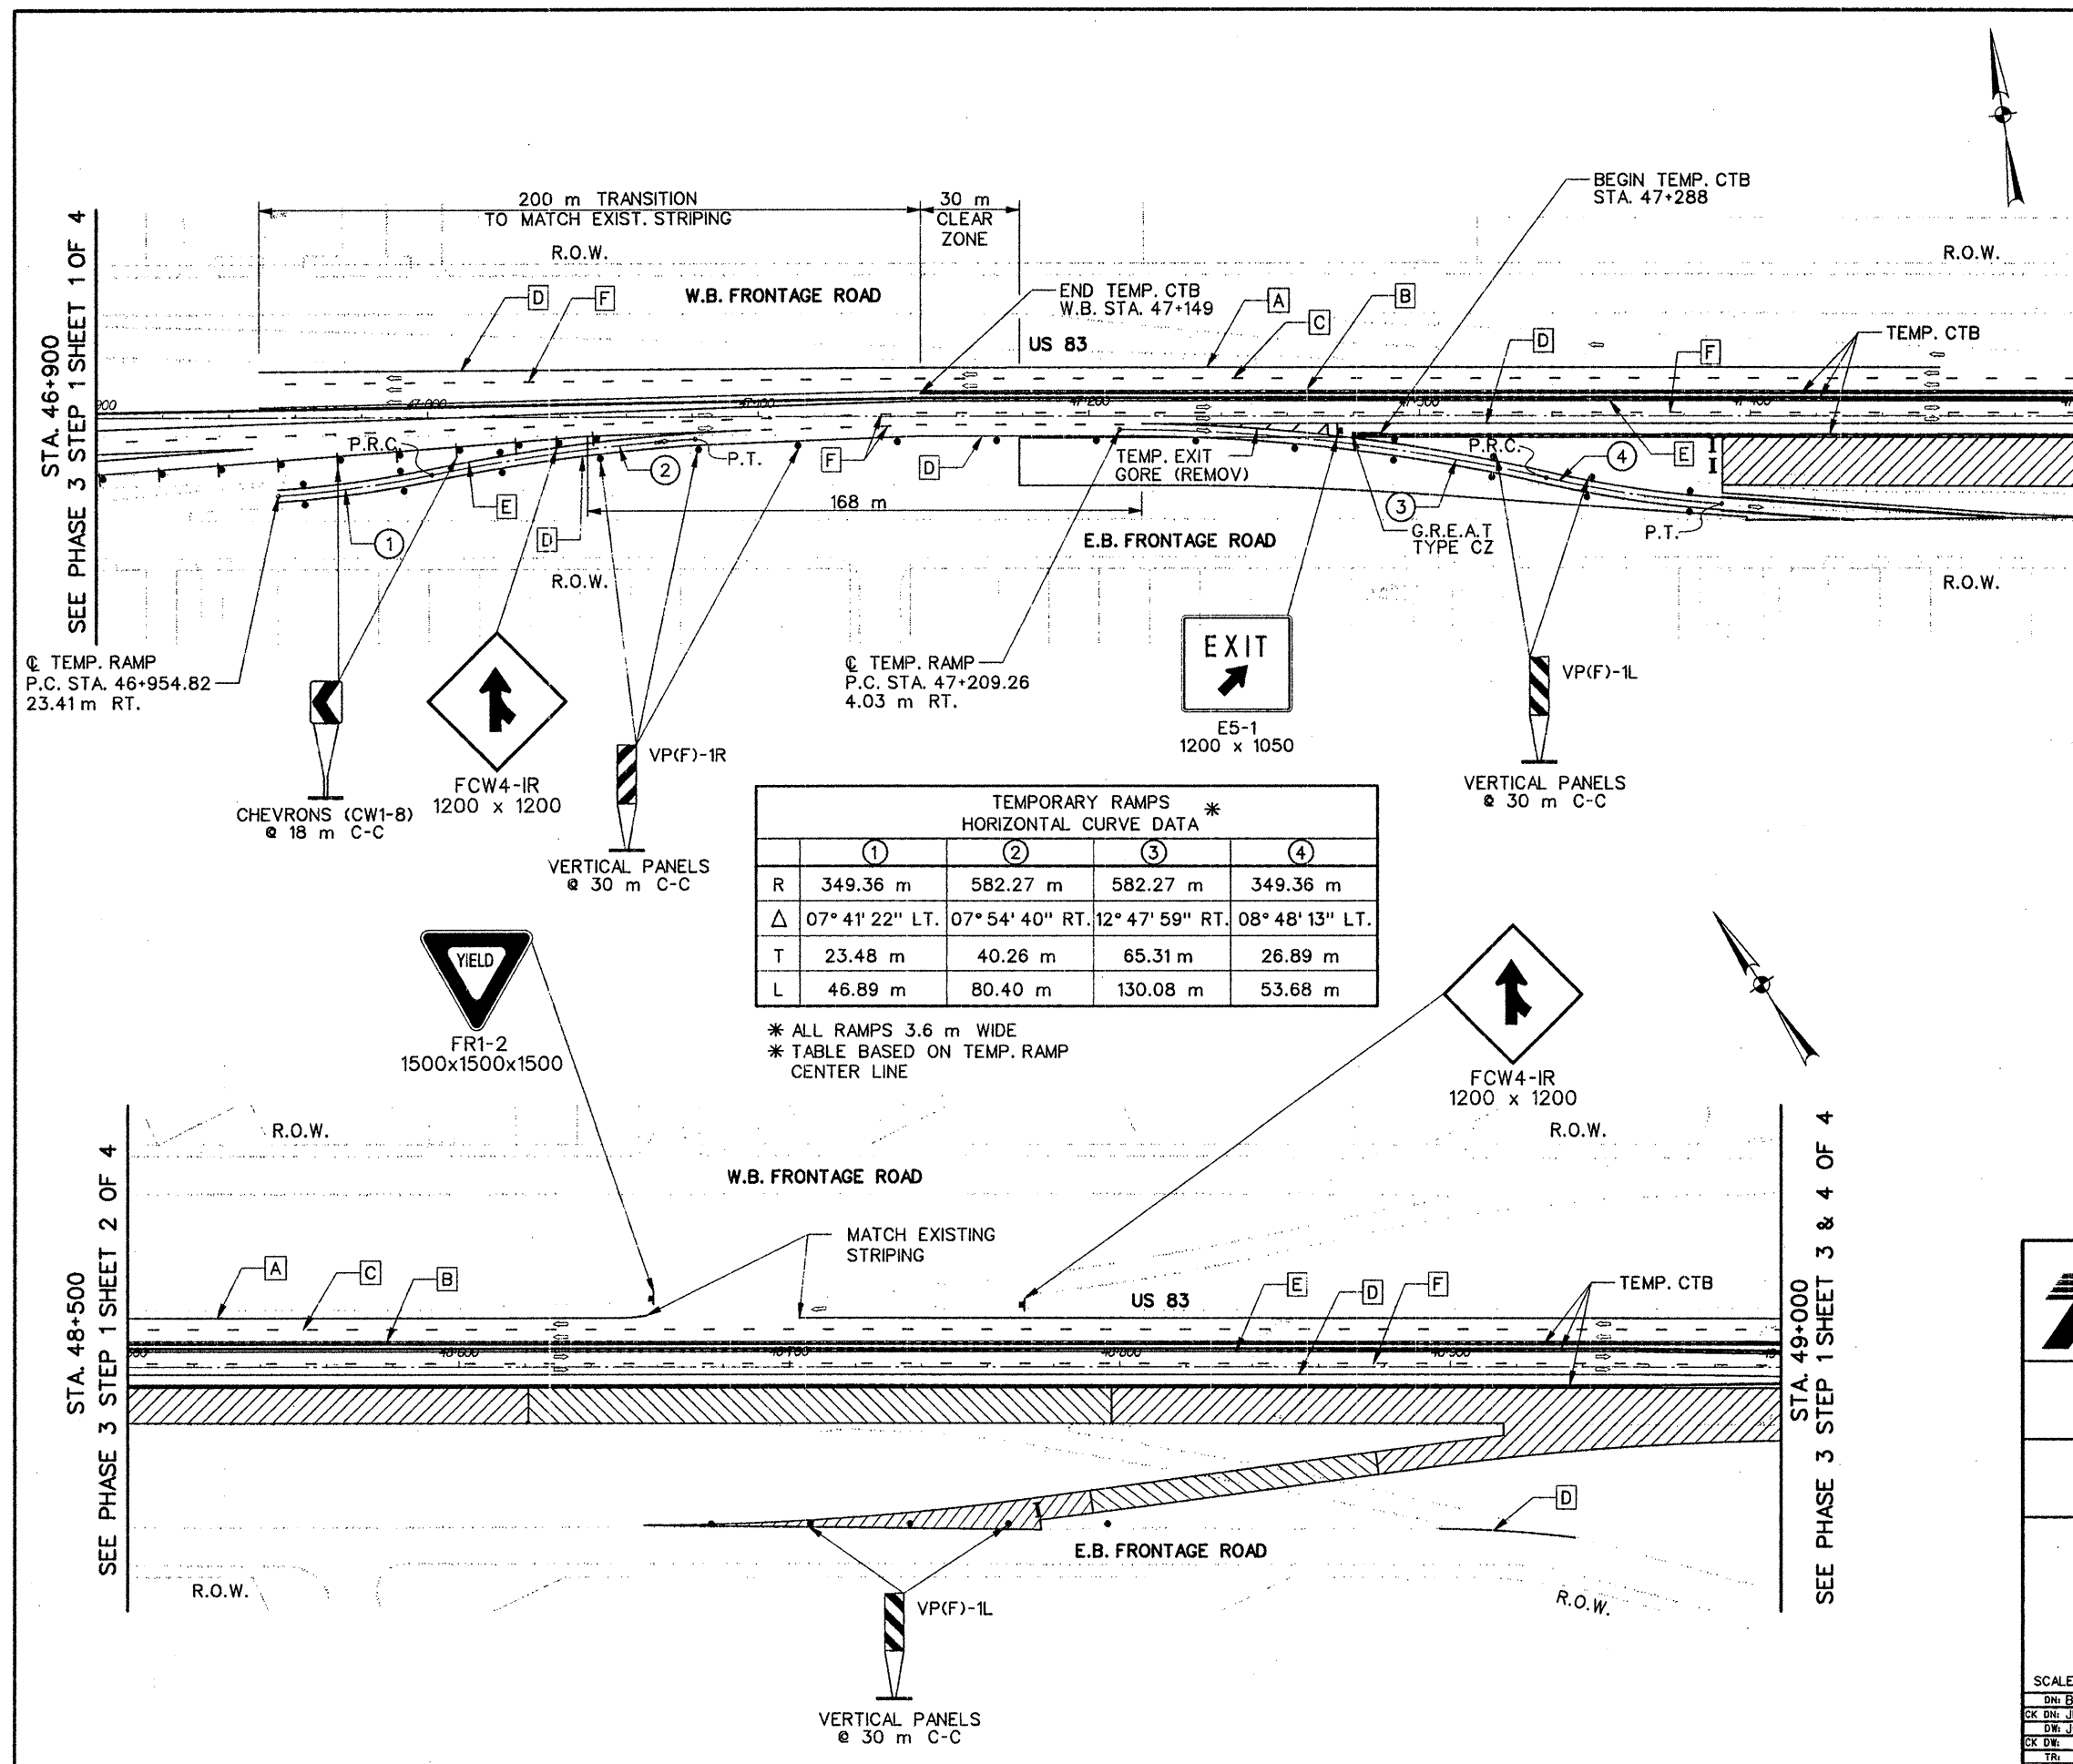 200 m TRANSITION
TO MATCH EXIST. STRIPING
30 m
CLEAR
ZONE
BEGIN TEMP. CTB
STA. 47+288
R.O.W.
R.O.W.
STA. 46+900
SEE PHASE 3 STEP 1 SHEET 1 OF 4
D
F
W.B. FRONTAGE ROAD
END TEMP. CTB
W.B. STA. 47+149
A
C
B
US 83
D
F
TEMP. CTB
47+200
P.R.C.
E
D
1
2
P.T.
F
D
168 m
TEMP. EXIT
GORE (REMOV)
P.R.C.
4
E
3
G.R.E.A.T
TYPE CZ
P.T.
E.B. FRONTAGE ROAD
R.O.W.
R.O.W.
℄ TEMP. RAMP
P.C. STA. 46+954.82
23.41 m RT.
℄ TEMP. RAMP
P.C. STA. 47+209.26
4.03 m RT.
EXIT
E5-1
1200 x 1050
VP(F)-1L
VERTICAL PANELS
@ 30 m C-C
CHEVRONS (CW1-8)
@ 18 m C-C
FCW4-IR
1200 x 1200
VP(F)-1R
VERTICAL PANELS
@ 30 m C-C
TEMPORARY RAMPS *
HORIZONTAL CURVE DATA
1 2 3 4
R 349.36 m 582.27 m 582.27 m 349.36 m
Δ 07° 41' 22" LT. 07° 54' 40" RT. 12° 47' 59" RT. 08° 48' 13" LT.
T 23.48 m 40.26 m 65.31 m 26.89 m
L 46.89 m 80.40 m 130.08 m 53.68 m
* ALL RAMPS 3.6 m WIDE
* TABLE BASED ON TEMP. RAMP
CENTER LINE
YIELD
FR1-2
1500x1500x1500
FCW4-IR
1200 x 1200
STA. 48+500
SEE PHASE 3 STEP 1 SHEET 2 OF 4
R.O.W.
R.O.W.
W.B. FRONTAGE ROAD
MATCH EXISTING
STRIPING
A
C
B
US 83
E
D
F
TEMP. CTB
STA. 49+000
SEE PHASE 3 STEP 1 SHEET 3 & 4 OF 4
D
E.B. FRONTAGE ROAD
R.O.W.
R.O.W.
VP(F)-1L
VERTICAL PANELS
@ 30 m C-C
SCALE
DN: B
CK DN: J
DW: J
CK DW:
TR: